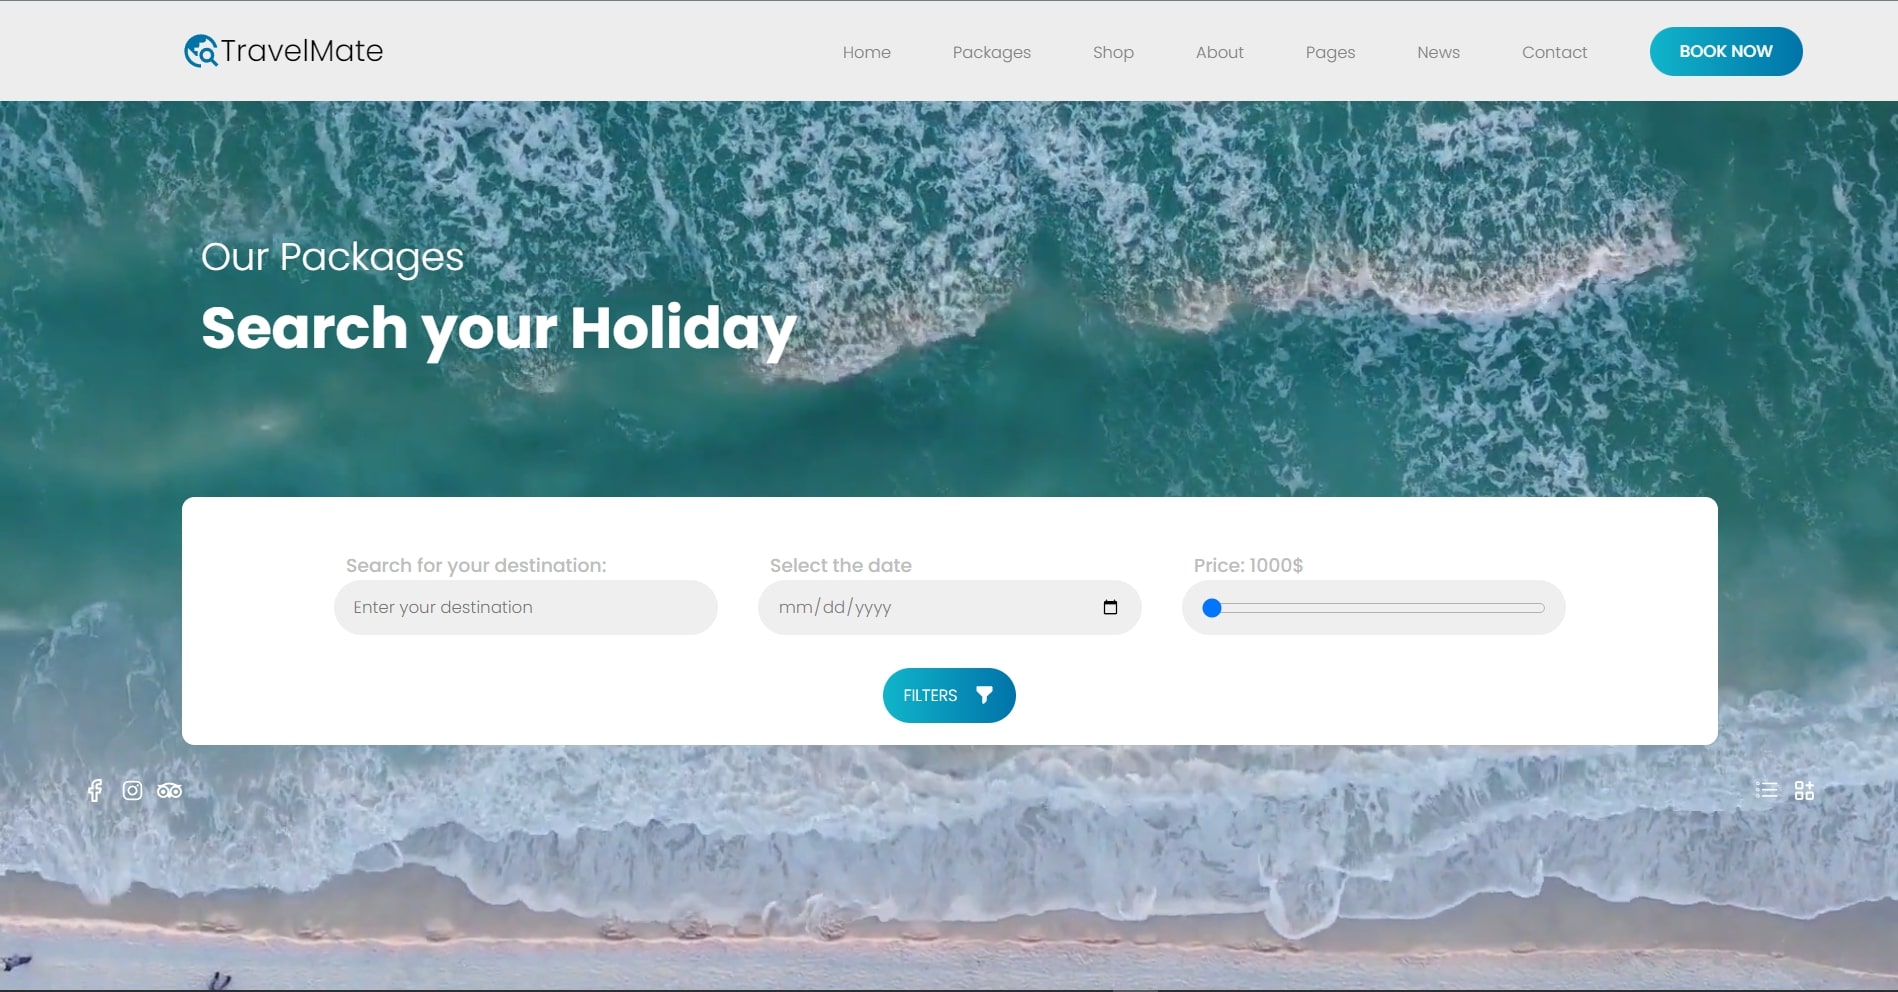 TravelMate
Home Packages Shop About Pages News Contact BOOK NOW
Our Packages
Search your Holiday
Search for your destination: Select the date Price: 1000$
Enter your destination mm/dd/yyyy
FILTERS